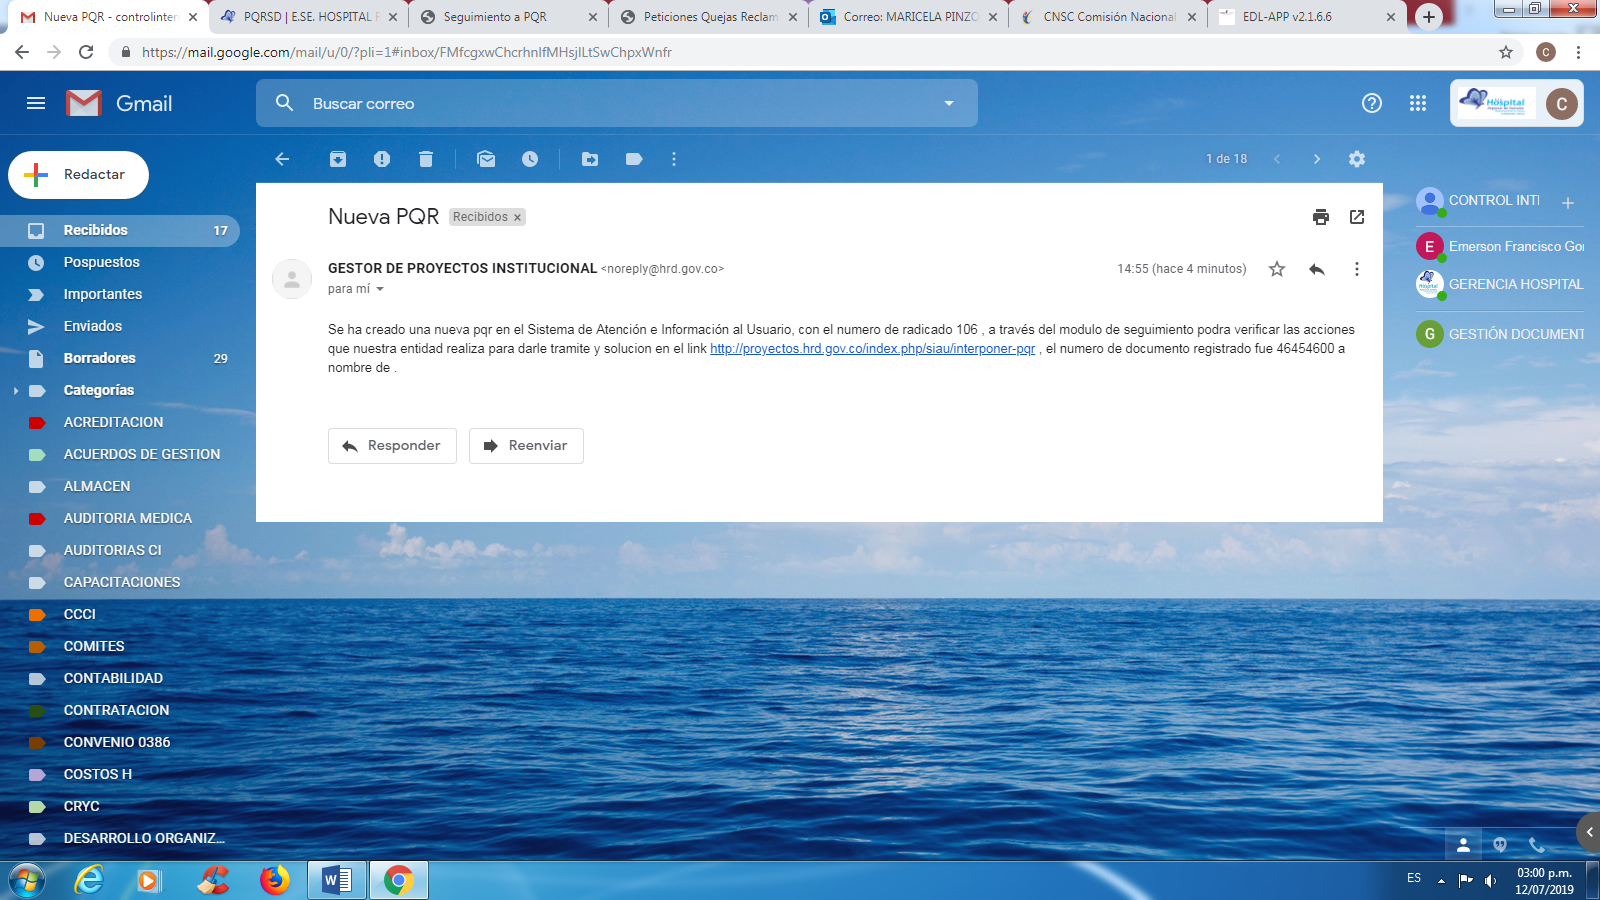 Nueva PQR - controlintern
PQRSD | E.SE. HOSPITAL R
Seguimiento a PQR
Peticiones Quejas Reclam
Correo: MARICELA PINZO
CNSC Comisión Nacional
EDL-APP v2.1.6.6
https://mail.google.com/mail/u/0/?pli=1#inbox/FMfcgxwChcrhnlfMHsjlLtSwChpxWnfr
C
Gmail
Buscar correo
Hospital
C
Redactar
1 de 18
Recibidos 17
Pospuestos
Importantes
Enviados
Borradores 29
Categorías
ACREDITACION
ACUERDOS DE GESTION
ALMACEN
AUDITORIA MEDICA
AUDITORIAS CI
CAPACITACIONES
CCCI
COMITES
CONTABILIDAD
CONTRATACION
CONVENIO 0386
COSTOS H
CRYC
DESARROLLO ORGANIZ...
Nueva PQR Recibidos x
GESTOR DE PROYECTOS INSTITUCIONAL <noreply@hrd.gov.co>
14:55 (hace 4 minutos)
para mí
Se ha creado una nueva pqr en el Sistema de Atención e Información al Usuario, con el numero de radicado 106 , a través del modulo de seguimiento podra verificar las acciones
que nuestra entidad realiza para darle tramite y solucion en el link http://proyectos.hrd.gov.co/index.php/siau/interponer-pqr , el numero de documento registrado fue 46454600 a
nombre de .
Responder
Reenviar
CONTROL INTI
E Emerson Francisco Gor
GERENCIA HOSPITAL
G GESTIÓN DOCUMENT
ES
03:00 p.m.
12/07/2019